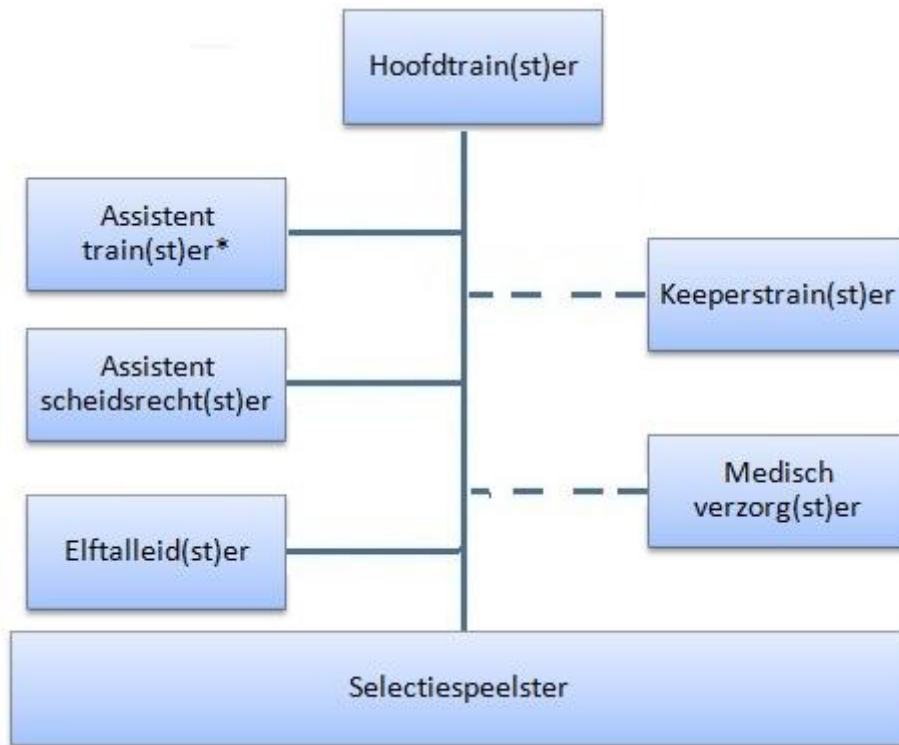 Hoofdtrain(st)er
Assistent
train(st)er*
Keeperstrain(st)er
Assistent
scheidsrecht(st)er
Medisch
verzorg(st)er
Elftalleid(st)er
Selectiespeelster